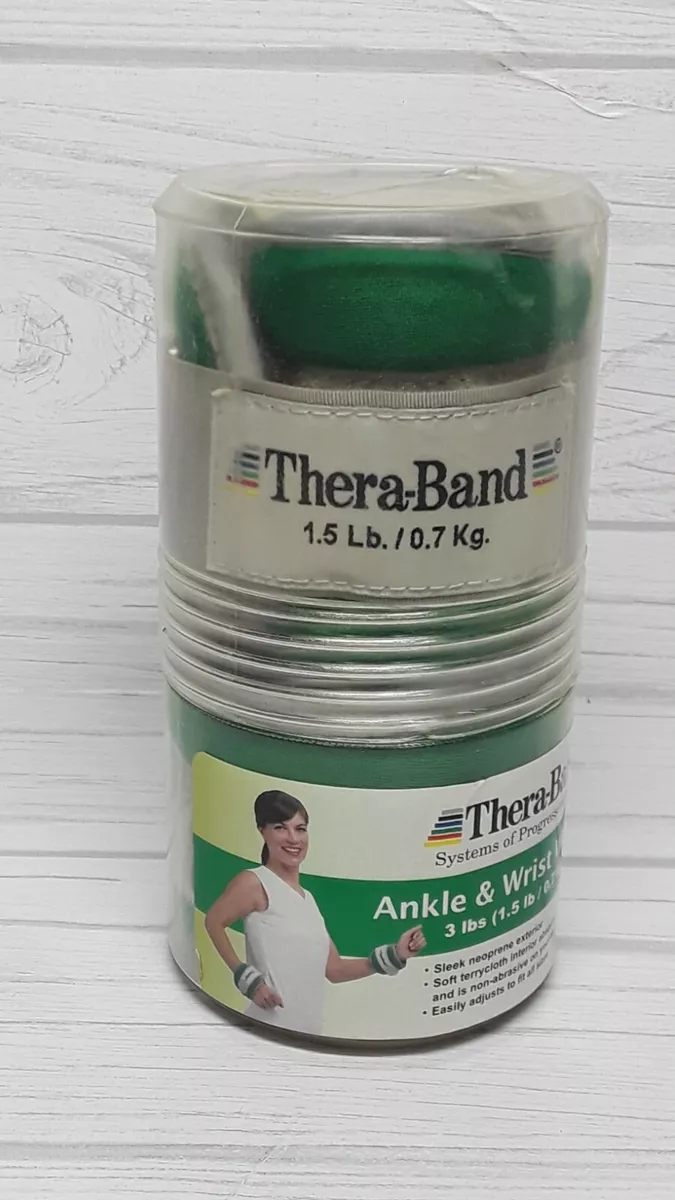 Thera-Band®
1.5 Lb. / 0.7 Kg.
Thera-Ba
Systems of Progress
Ankle & Wrist
3 lbs (1.5 lb / 0.7
• Sleek neoprene exterior
• Soft terrycloth interior
and is non-abrasive on
• Easily adjusts to fit all